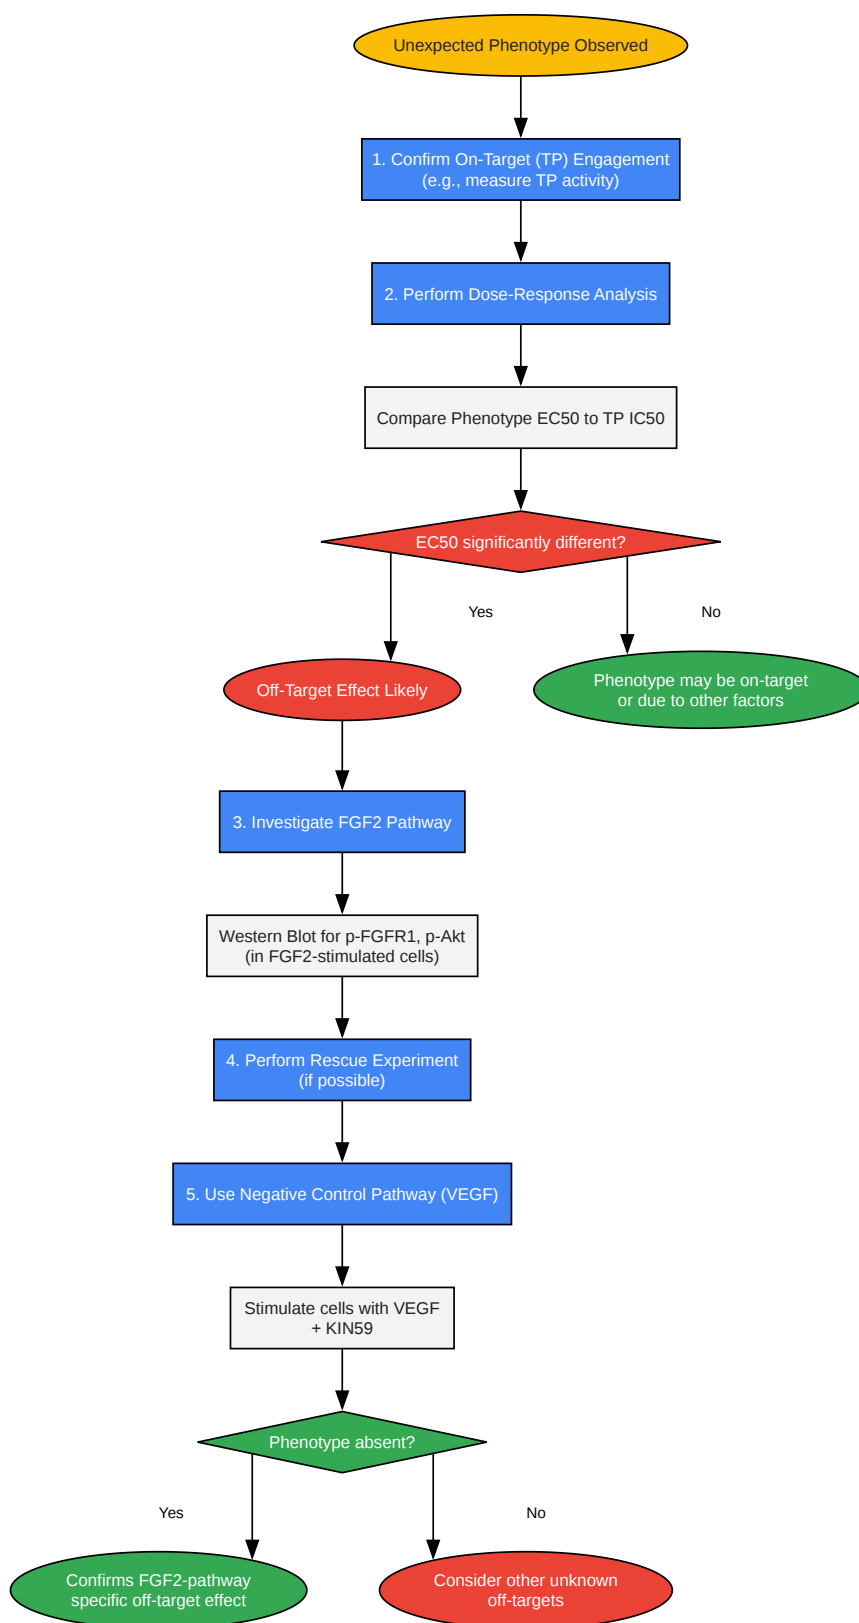 Unexpected Phenotype Observed
1. Confirm On-Target (TP) Engagement
(e.g., measure TP activity)
2. Perform Dose-Response Analysis
Compare Phenotype EC50 to TP IC50
EC50 significantly different?
Yes
No
Off-Target Effect Likely
Phenotype may be on-target
or due to other factors
3. Investigate FGF2 Pathway
Western Blot for p-FGFR1, p-Akt
(in FGF2-stimulated cells)
4. Perform Rescue Experiment
(if possible)
5. Use Negative Control Pathway (VEGF)
Stimulate cells with VEGF
+ KIN59
Phenotype absent?
Yes
No
Confirms FGF2-pathway
specific off-target effect
Consider other unknown
off-targets